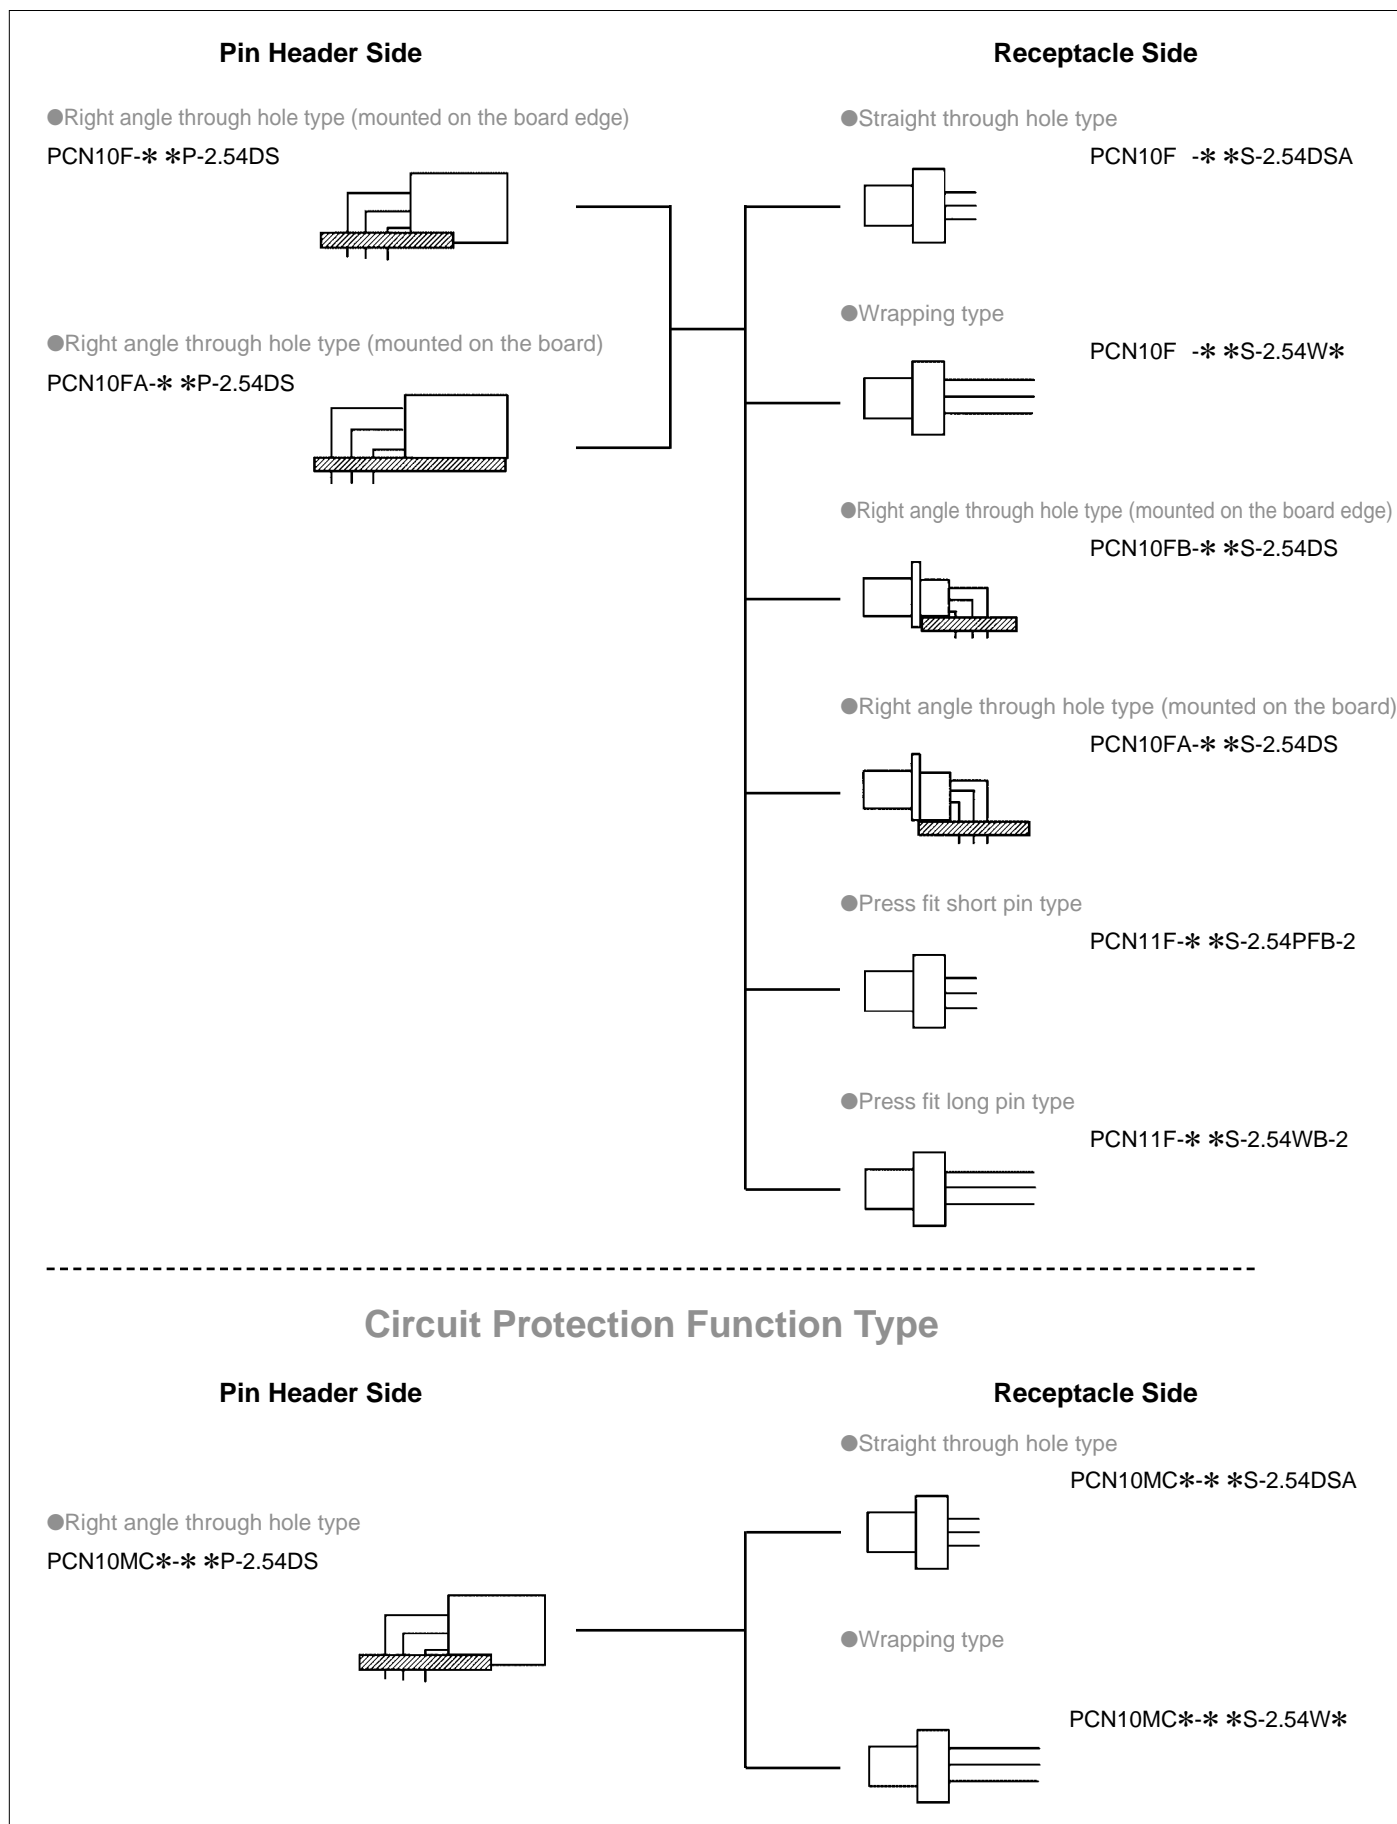 Pin Header Side
Receptacle Side
●Right angle through hole type (mounted on the board edge)
PCN10F-＊ ＊P-2.54DS
●Right angle through hole type (mounted on the board)
PCN10FA-＊ ＊P-2.54DS
●Straight through hole type
PCN10F -＊ ＊S-2.54DSA
●Wrapping type
PCN10F -＊ ＊S-2.54W＊
●Right angle through hole type (mounted on the board edge)
PCN10FB-＊ ＊S-2.54DS
●Right angle through hole type (mounted on the board)
PCN10FA-＊ ＊S-2.54DS
●Press fit short pin type
PCN11F-＊ ＊S-2.54PFB-2
●Press fit long pin type
PCN11F-＊ ＊S-2.54WB-2
Circuit Protection Function Type
Pin Header Side
Receptacle Side
●Right angle through hole type
PCN10MC＊-＊ ＊P-2.54DS
●Straight through hole type
PCN10MC＊-＊ ＊S-2.54DSA
●Wrapping type
PCN10MC＊-＊ ＊S-2.54W＊